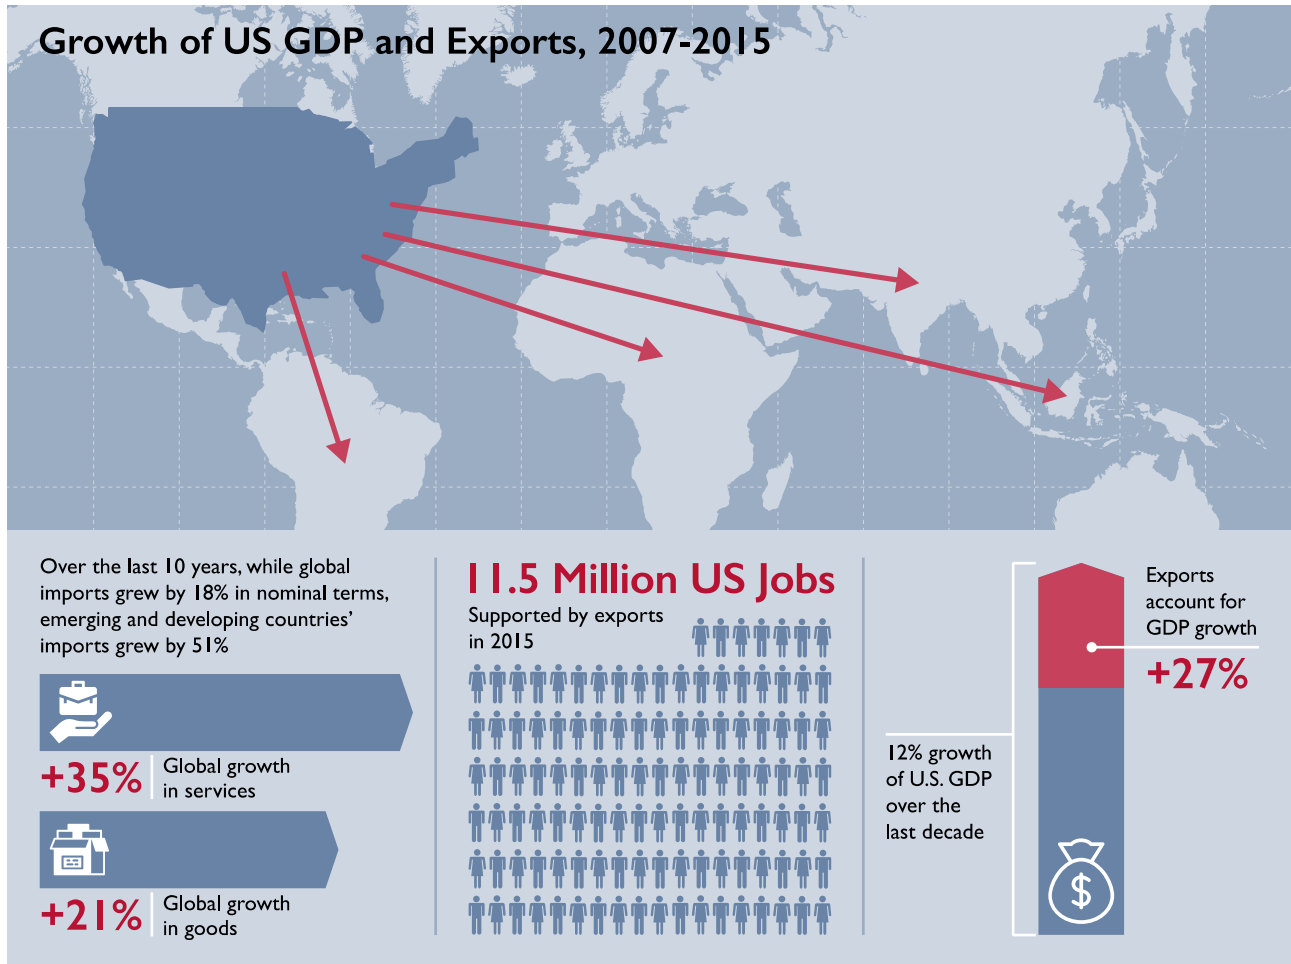 Growth of US GDP and Exports, 2007-2015
Over the last 10 years, while global
imports grew by 18% in nominal terms,
emerging and developing countries'
imports grew by 51%
+35%
Global growth
in services
+21%
Global growth
in goods
11.5 Million US Jobs
Supported by exports
in 2015
12% growth
of U.S. GDP
over the
last decade
$
Exports
account for
GDP growth
+27%